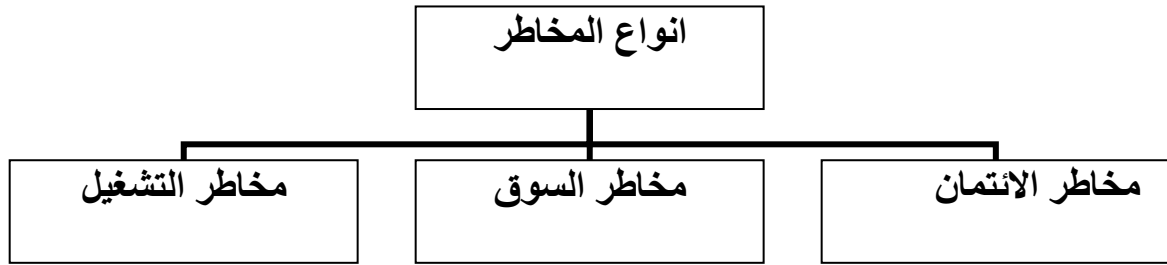 انواع المخاطر
مخاطر الائتمان
مخاطر السوق
مخاطر التشغيل